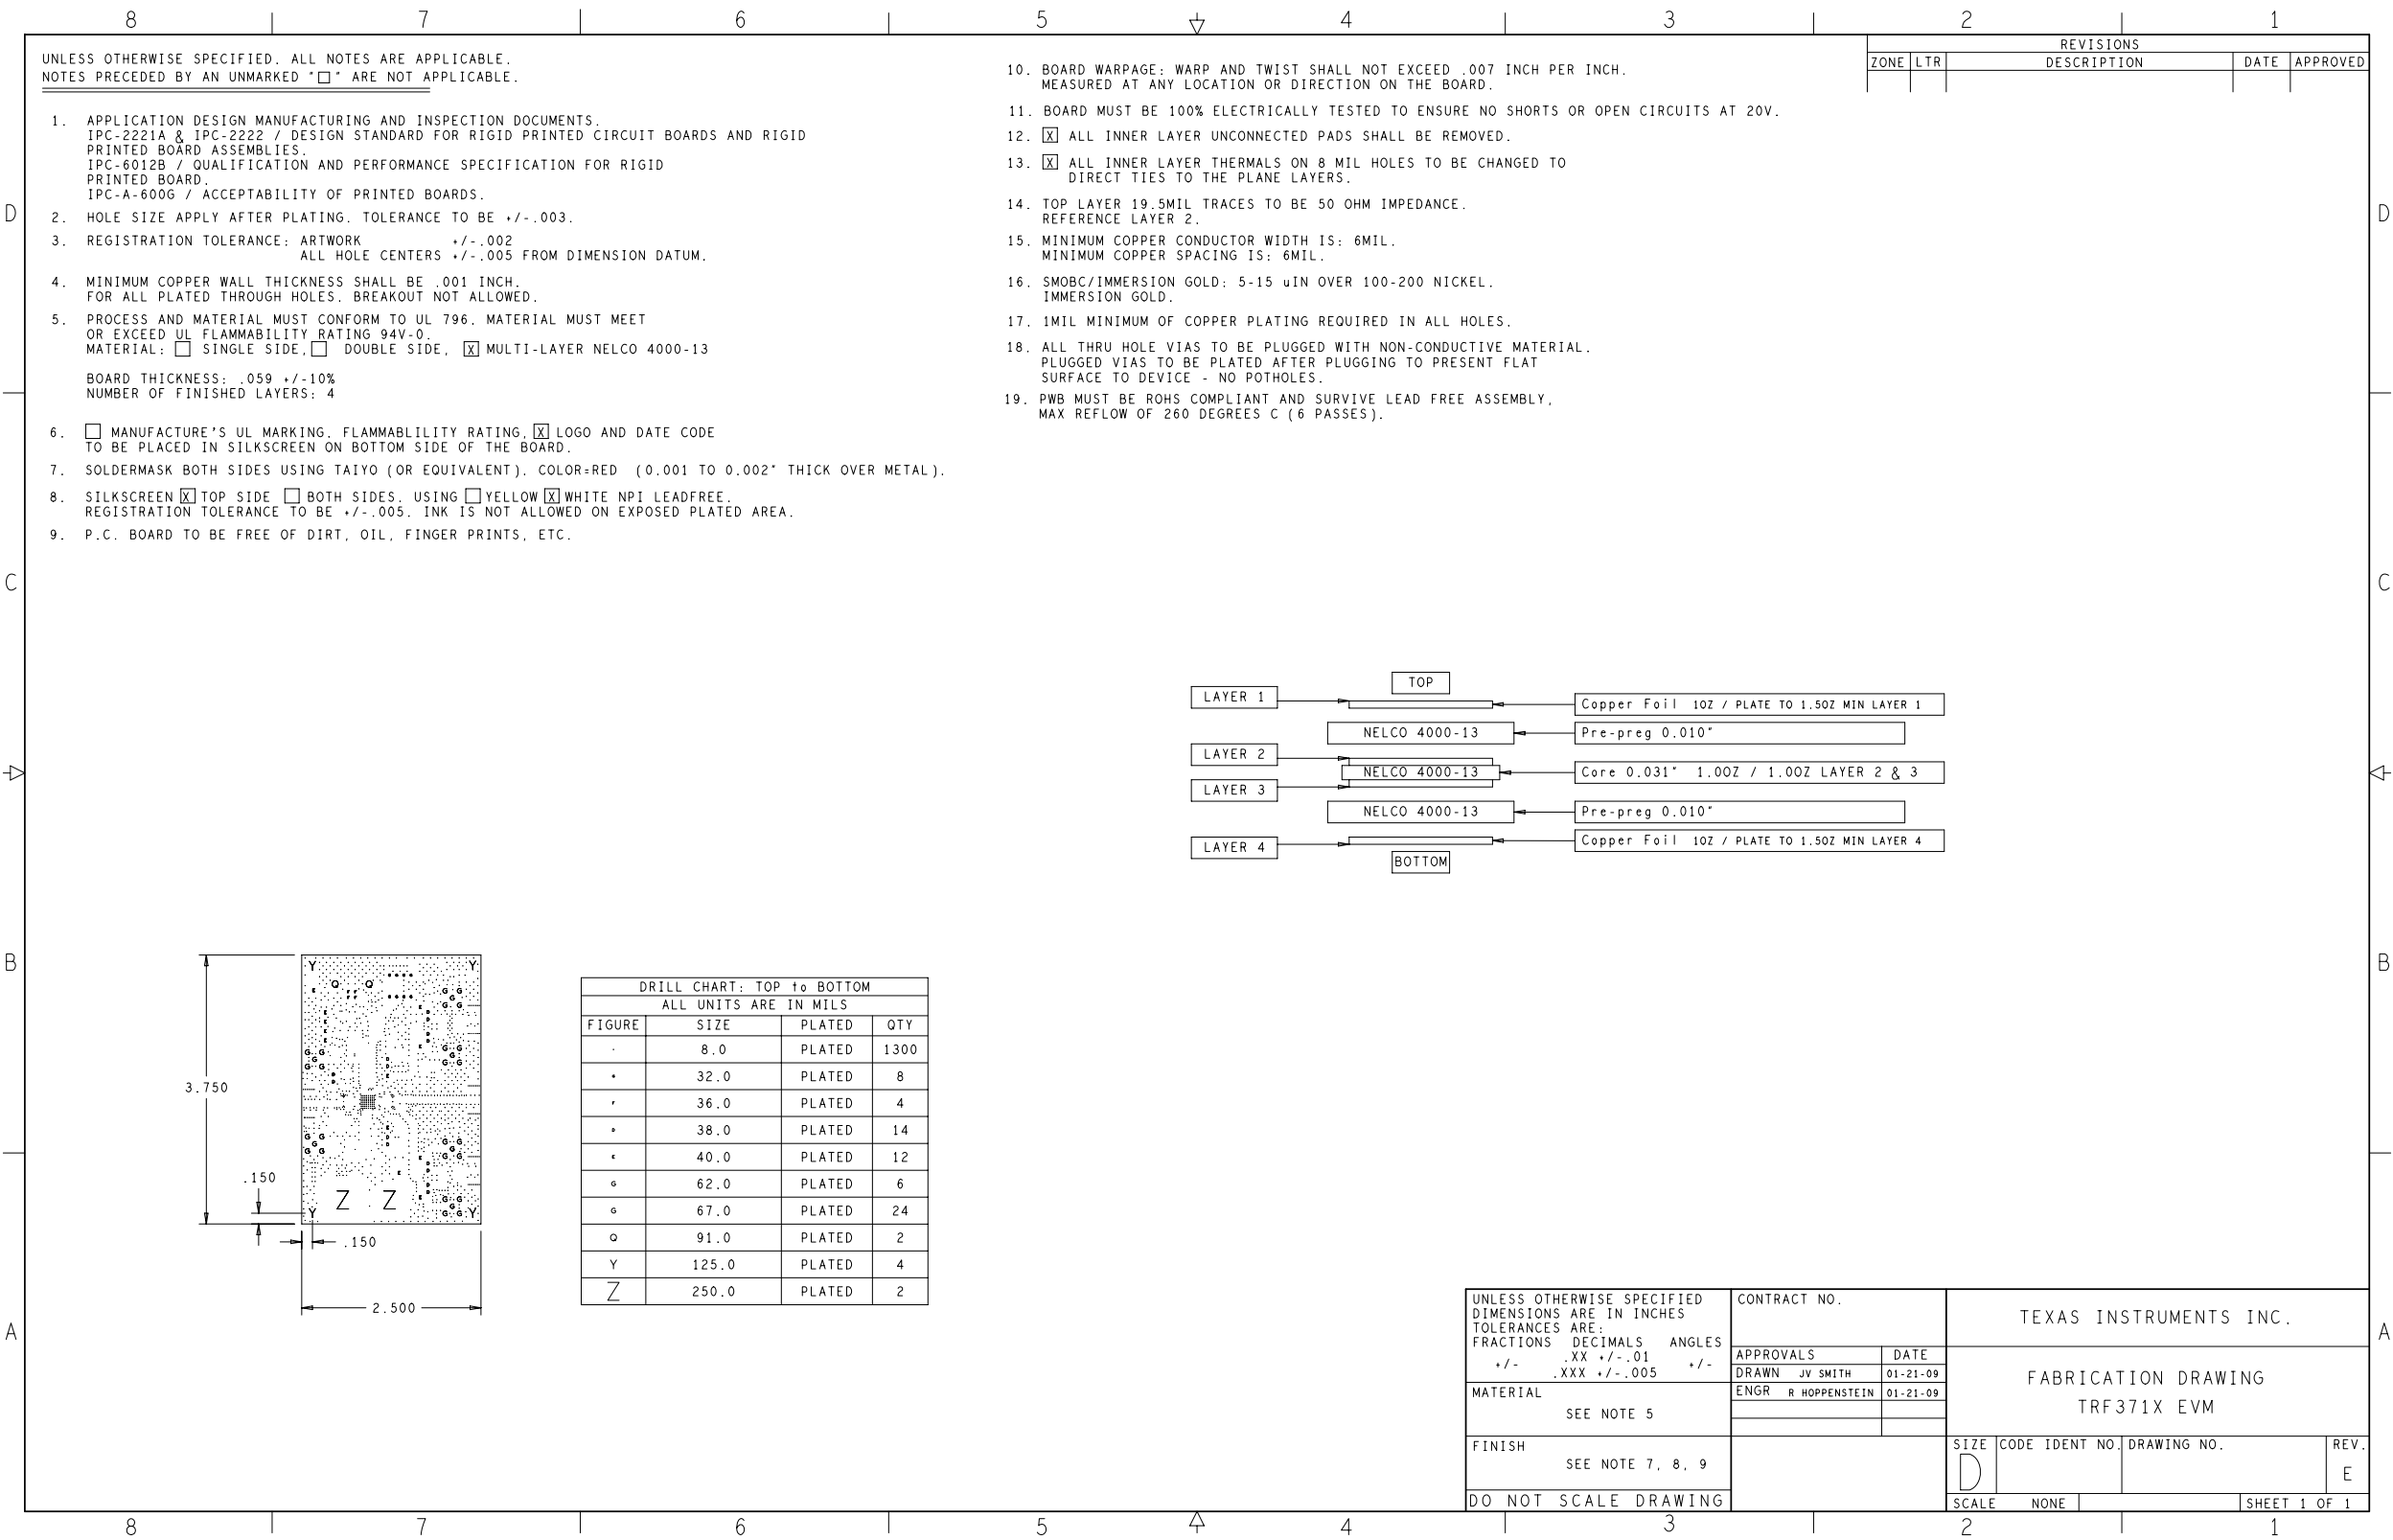 8 7 6 5 4 3 2 1
UNLESS OTHERWISE SPECIFIED. ALL NOTES ARE APPLICABLE.
NOTES PRECEDED BY AN UNMARKED "□" ARE NOT APPLICABLE.
1. APPLICATION DESIGN MANUFACTURING AND INSPECTION DOCUMENTS.
IPC-2221A & IPC-2222 / DESIGN STANDARD FOR RIGID PRINTED CIRCUIT BOARDS AND RIGID
PRINTED BOARD ASSEMBLIES.
IPC-6012B / QUALIFICATION AND PERFORMANCE SPECIFICATION FOR RIGID
PRINTED BOARD.
IPC-A-600G / ACCEPTABILITY OF PRINTED BOARDS.
2. HOLE SIZE APPLY AFTER PLATING. TOLERANCE TO BE +/-.003.
3. REGISTRATION TOLERANCE: ARTWORK +/-.002
ALL HOLE CENTERS +/-.005 FROM DIMENSION DATUM.
4. MINIMUM COPPER WALL THICKNESS SHALL BE .001 INCH.
FOR ALL PLATED THROUGH HOLES. BREAKOUT NOT ALLOWED.
5. PROCESS AND MATERIAL MUST CONFORM TO UL 796. MATERIAL MUST MEET
OR EXCEED UL FLAMMABILITY RATING 94V-0.
MATERIAL: □ SINGLE SIDE, □ DOUBLE SIDE, [X] MULTI-LAYER NELCO 4000-13
BOARD THICKNESS: .059 +/-10%
NUMBER OF FINISHED LAYERS: 4
6. □ MANUFACTURE'S UL MARKING. FLAMMABLILITY RATING, [X] LOGO AND DATE CODE
TO BE PLACED IN SILKSCREEN ON BOTTOM SIDE OF THE BOARD.
7. SOLDERMASK BOTH SIDES USING TAIYO (OR EQUIVALENT). COLOR=RED (0.001 TO 0.002" THICK OVER METAL).
8. SILKSCREEN [X] TOP SIDE □ BOTH SIDES. USING □ YELLOW [X] WHITE NPI LEADFREE.
REGISTRATION TOLERANCE TO BE +/-.005. INK IS NOT ALLOWED ON EXPOSED PLATED AREA.
9. P.C. BOARD TO BE FREE OF DIRT, OIL, FINGER PRINTS, ETC.
10. BOARD WARPAGE: WARP AND TWIST SHALL NOT EXCEED .007 INCH PER INCH.
MEASURED AT ANY LOCATION OR DIRECTION ON THE BOARD.
11. BOARD MUST BE 100% ELECTRICALLY TESTED TO ENSURE NO SHORTS OR OPEN CIRCUITS AT 20V.
12. [X] ALL INNER LAYER UNCONNECTED PADS SHALL BE REMOVED.
13. [X] ALL INNER LAYER THERMALS ON 8 MIL HOLES TO BE CHANGED TO
DIRECT TIES TO THE PLANE LAYERS.
14. TOP LAYER 19.5MIL TRACES TO BE 50 OHM IMPEDANCE.
REFERENCE LAYER 2.
15. MINIMUM COPPER CONDUCTOR WIDTH IS: 6MIL.
MINIMUM COPPER SPACING IS: 6MIL.
16. SMOBC/IMMERSION GOLD: 5-15 uIN OVER 100-200 NICKEL.
IMMERSION GOLD.
17. 1MIL MINIMUM OF COPPER PLATING REQUIRED IN ALL HOLES.
18. ALL THRU HOLE VIAS TO BE PLUGGED WITH NON-CONDUCTIVE MATERIAL.
PLUGGED VIAS TO BE PLATED AFTER PLUGGING TO PRESENT FLAT
SURFACE TO DEVICE - NO POTHOLES.
19. PWB MUST BE ROHS COMPLIANT AND SURVIVE LEAD FREE ASSEMBLY,
MAX REFLOW OF 260 DEGREES C (6 PASSES).
REVISIONS
ZONE LTR DESCRIPTION DATE APPROVED
D D
C C
B B
A A
TOP
LAYER 1 Copper Foil 1OZ / PLATE TO 1.5OZ MIN LAYER 1
NELCO 4000-13 Pre-preg 0.010"
LAYER 2
NELCO 4000-13 Core 0.031" 1.0OZ / 1.0OZ LAYER 2 & 3
LAYER 3
NELCO 4000-13 Pre-preg 0.010"
LAYER 4 Copper Foil 1OZ / PLATE TO 1.5OZ MIN LAYER 4
BOTTOM
Y Y
Q Q
3.750
.150
Z Z
Y Y
.150
2.500
DRILL CHART: TOP to BOTTOM
ALL UNITS ARE IN MILS
FIGURE SIZE PLATED QTY
· 8.0 PLATED 1300
32.0 PLATED 8
F 36.0 PLATED 4
D 38.0 PLATED 14
E 40.0 PLATED 12
G 62.0 PLATED 6
G 67.0 PLATED 24
Q 91.0 PLATED 2
Y 125.0 PLATED 4
Z 250.0 PLATED 2
UNLESS OTHERWISE SPECIFIED
DIMENSIONS ARE IN INCHES
TOLERANCES ARE:
FRACTIONS DECIMALS ANGLES
+/- .XX +/-.01 +/-
.XXX +/-.005
MATERIAL
SEE NOTE 5
FINISH
SEE NOTE 7, 8, 9
DO NOT SCALE DRAWING
CONTRACT NO.
APPROVALS DATE
DRAWN JV SMITH 01-21-09
ENGR R HOPPENSTEIN 01-21-09
TEXAS INSTRUMENTS INC.
FABRICATION DRAWING
TRF371X EVM
SIZE CODE IDENT NO. DRAWING NO. REV.
D E
SCALE NONE SHEET 1 OF 1
8 7 6 5 4 3 2 1